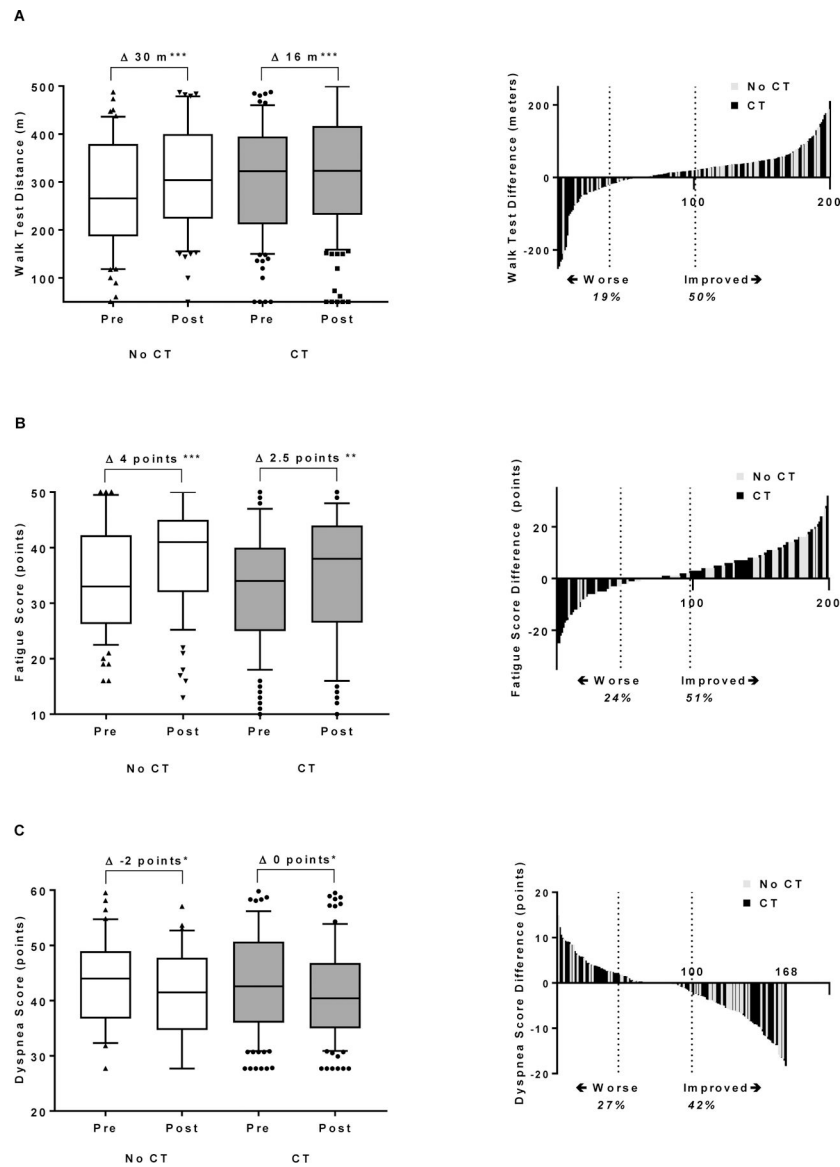 A
Δ 30 m***
Δ 16 m***
Walk Test Distance (m)
500
400
300
200
100
Pre
Post
Pre
Post
No CT
CT
Walk Test Difference (meters)
200
0
-200
No CT
CT
100
200
← Worse
19%
Improved →
50%
B
Δ 4 points ***
Δ 2.5 points **
Fatigue Score (points)
50
40
30
20
10
Pre
Post
Pre
Post
No CT
CT
Fatigue Score Difference (points)
20
0
-20
No CT
CT
100
200
← Worse
24%
Improved →
51%
C
Δ -2 points*
Δ 0 points*
Dyspnea Score (points)
60
50
40
30
20
Pre
Post
Pre
Post
No CT
CT
Dyspnea Score Difference (points)
20
10
0
-10
-20
No CT
CT
100
168
← Worse
27%
Improved →
42%